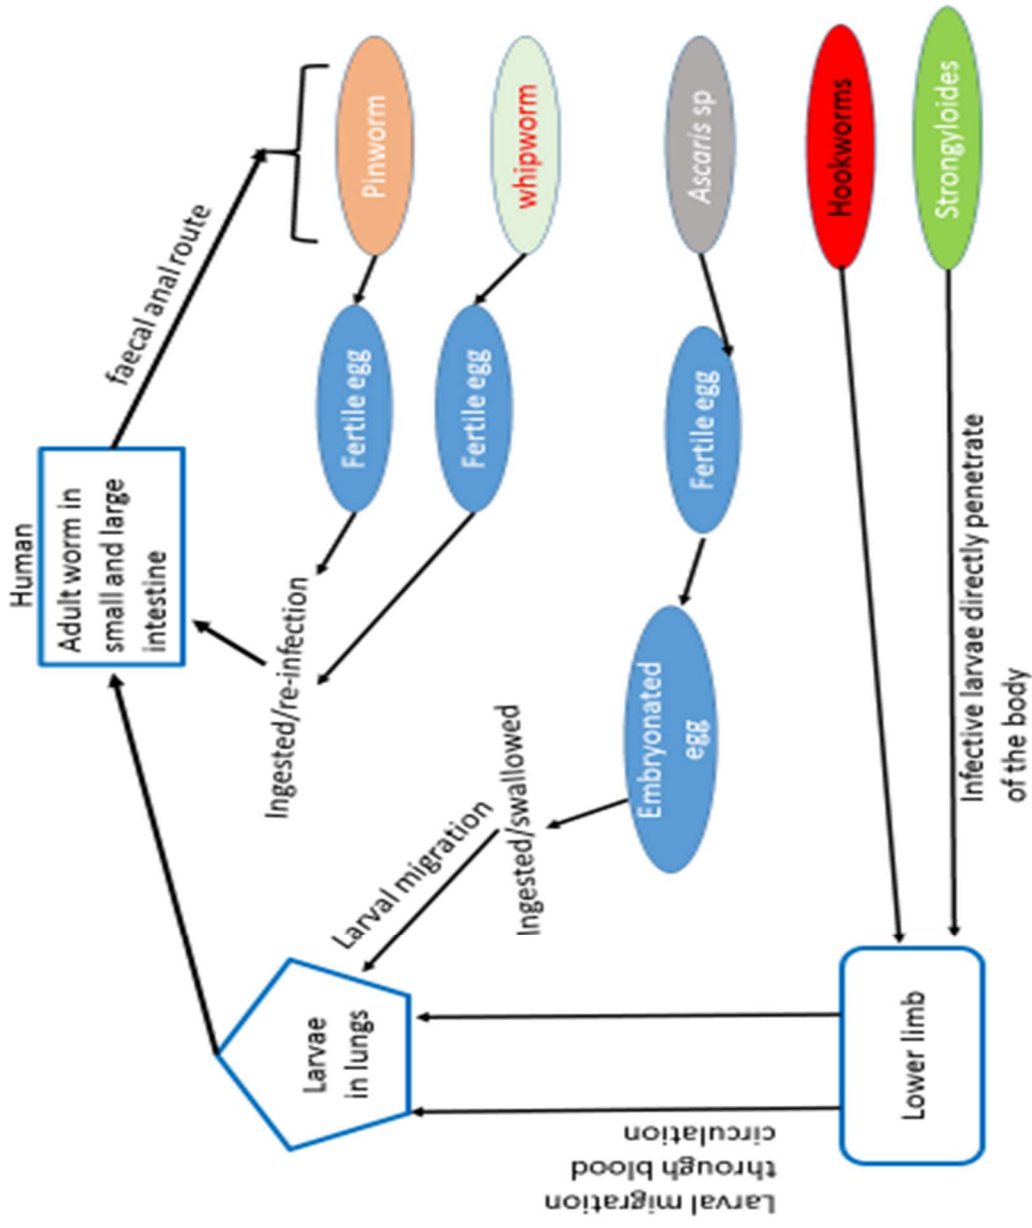 Human
Adult worm in
small and large
intestine
faecal anal route
Ingested/re-infection
Fertile egg
Pinworm
Larvae
in lungs
Larval migration
Fertile egg
whipworm
Ingested/swallowed
Larval migration
through blood
circulation
Embryonated
egg
Fertile egg
Ascaris sp
Hookworms
Lower limb
Strongyloides
Infective larvae directly penetrate
of the body